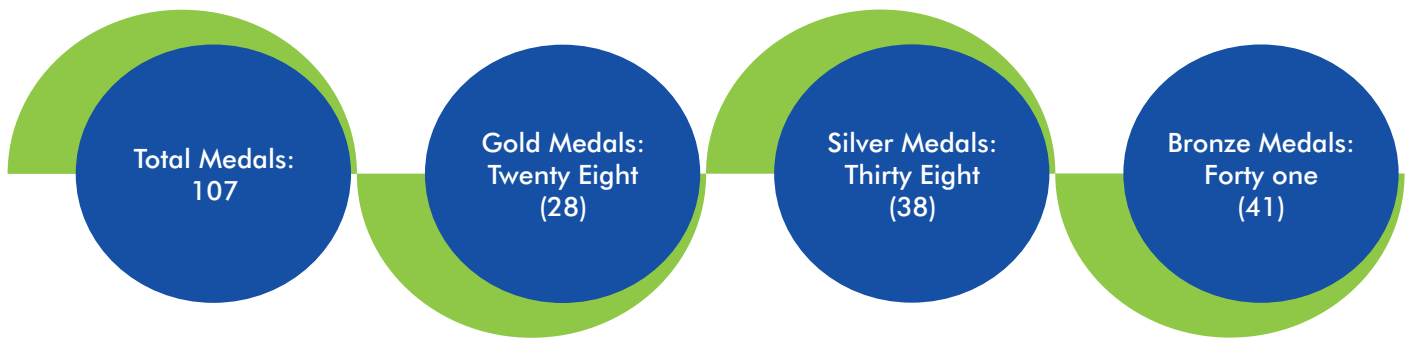 Total Medals:
107
Gold Medals:
Twenty Eight
(28)
Silver Medals:
Thirty Eight
(38)
Bronze Medals:
Forty one
(41)